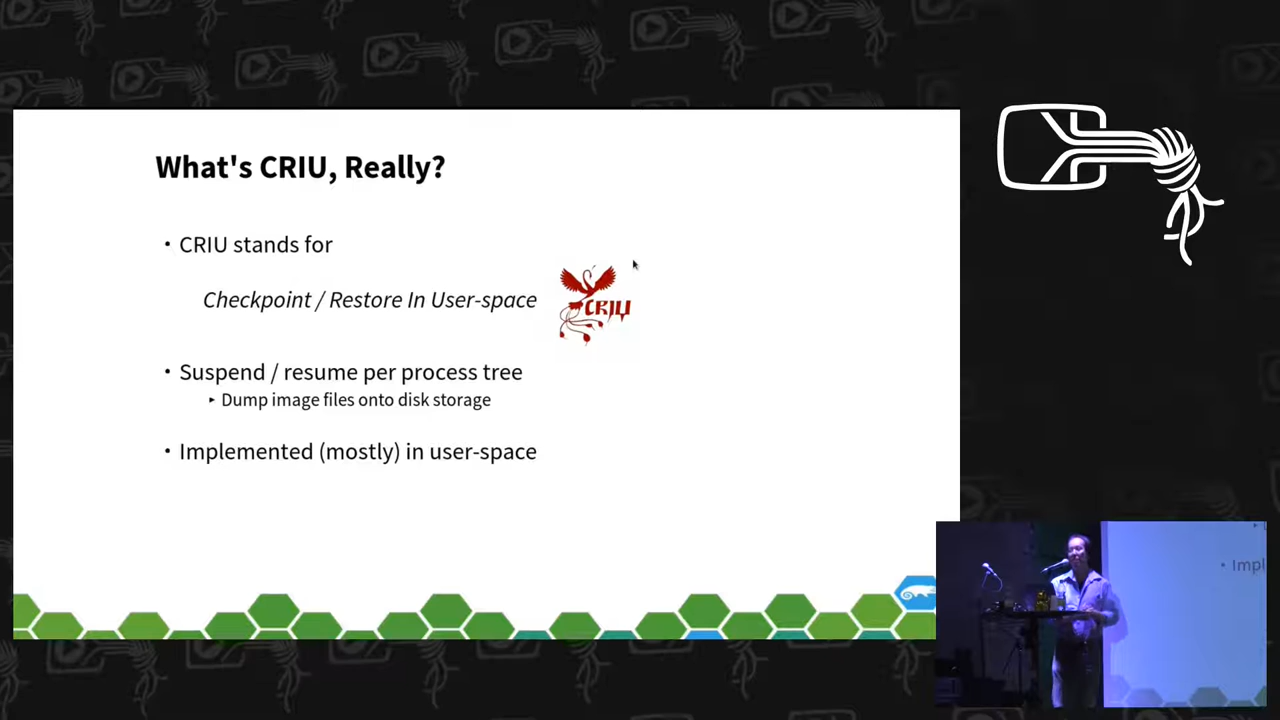 What's CRIU, Really?
• CRIU stands for
Checkpoint / Restore In User-space
CRIU
• Suspend / resume per process tree
‣ Dump image files onto disk storage
• Implemented (mostly) in user-space
• Impl